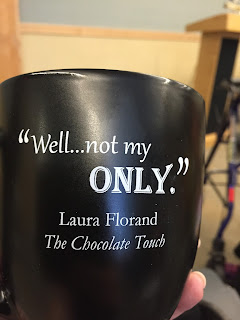 “Well...not my
ONLY.”
Laura Florand
The Chocolate Touch